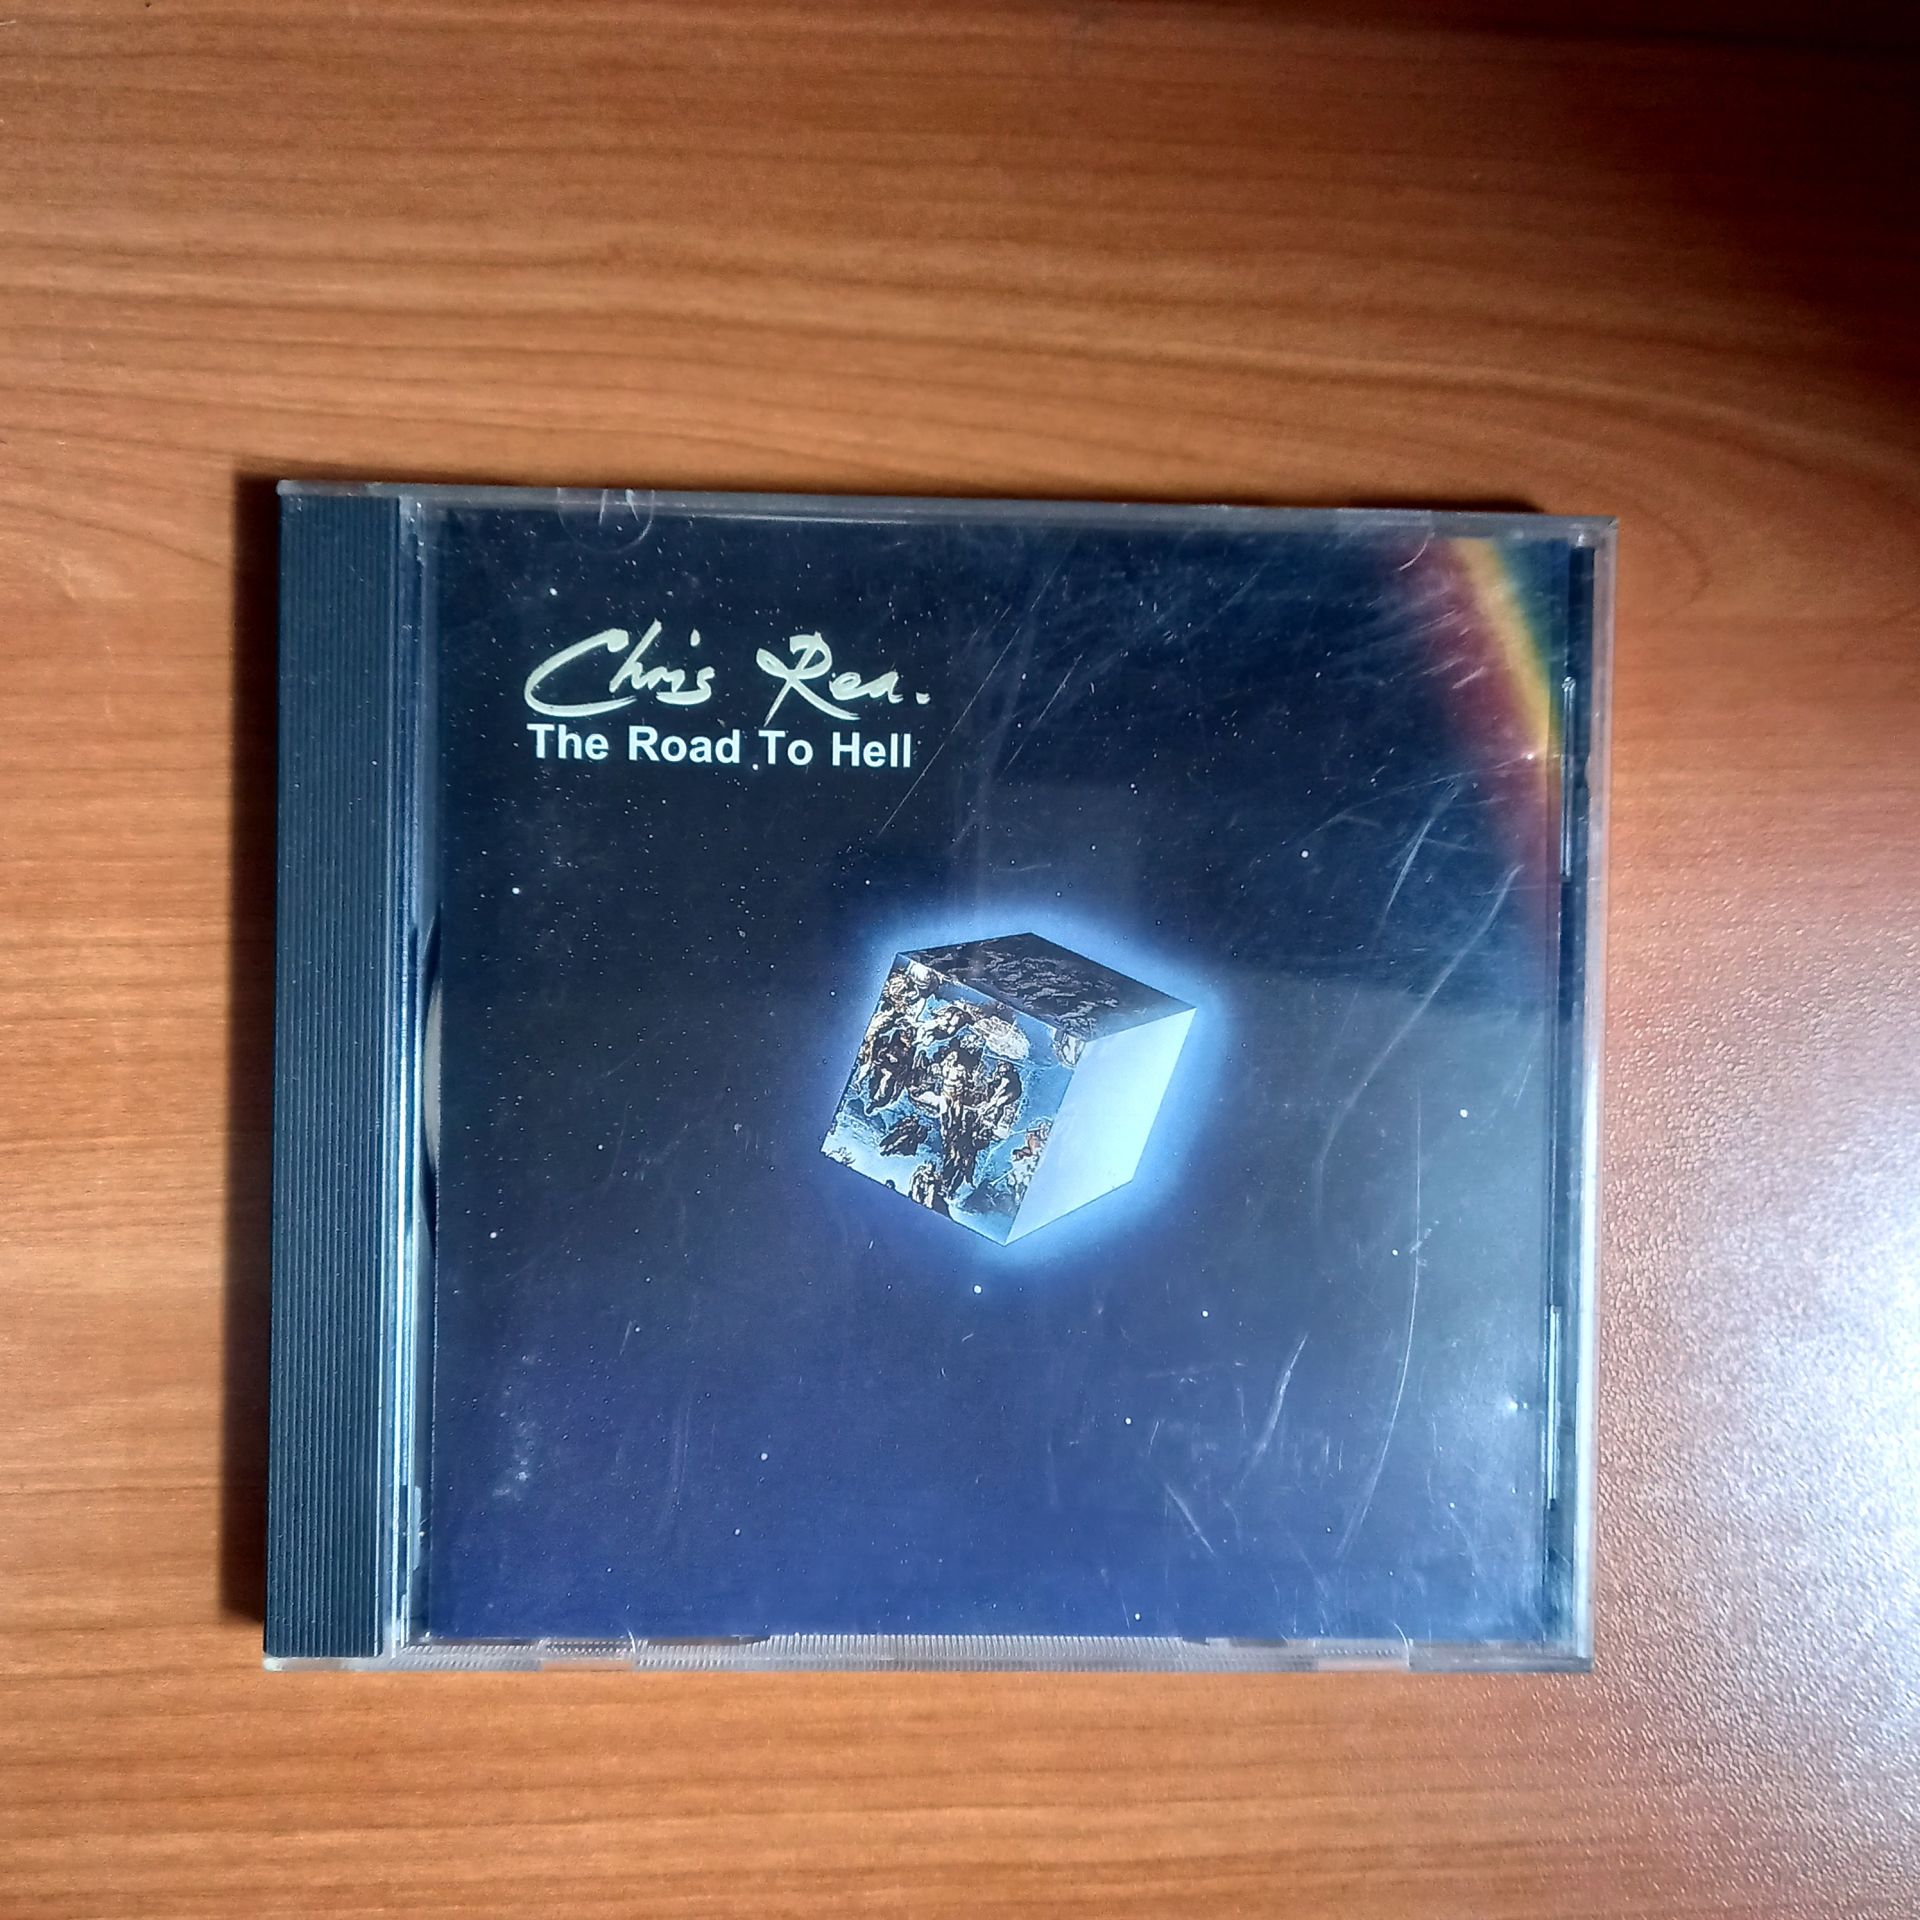 Chris Rea.
The Road To Hell